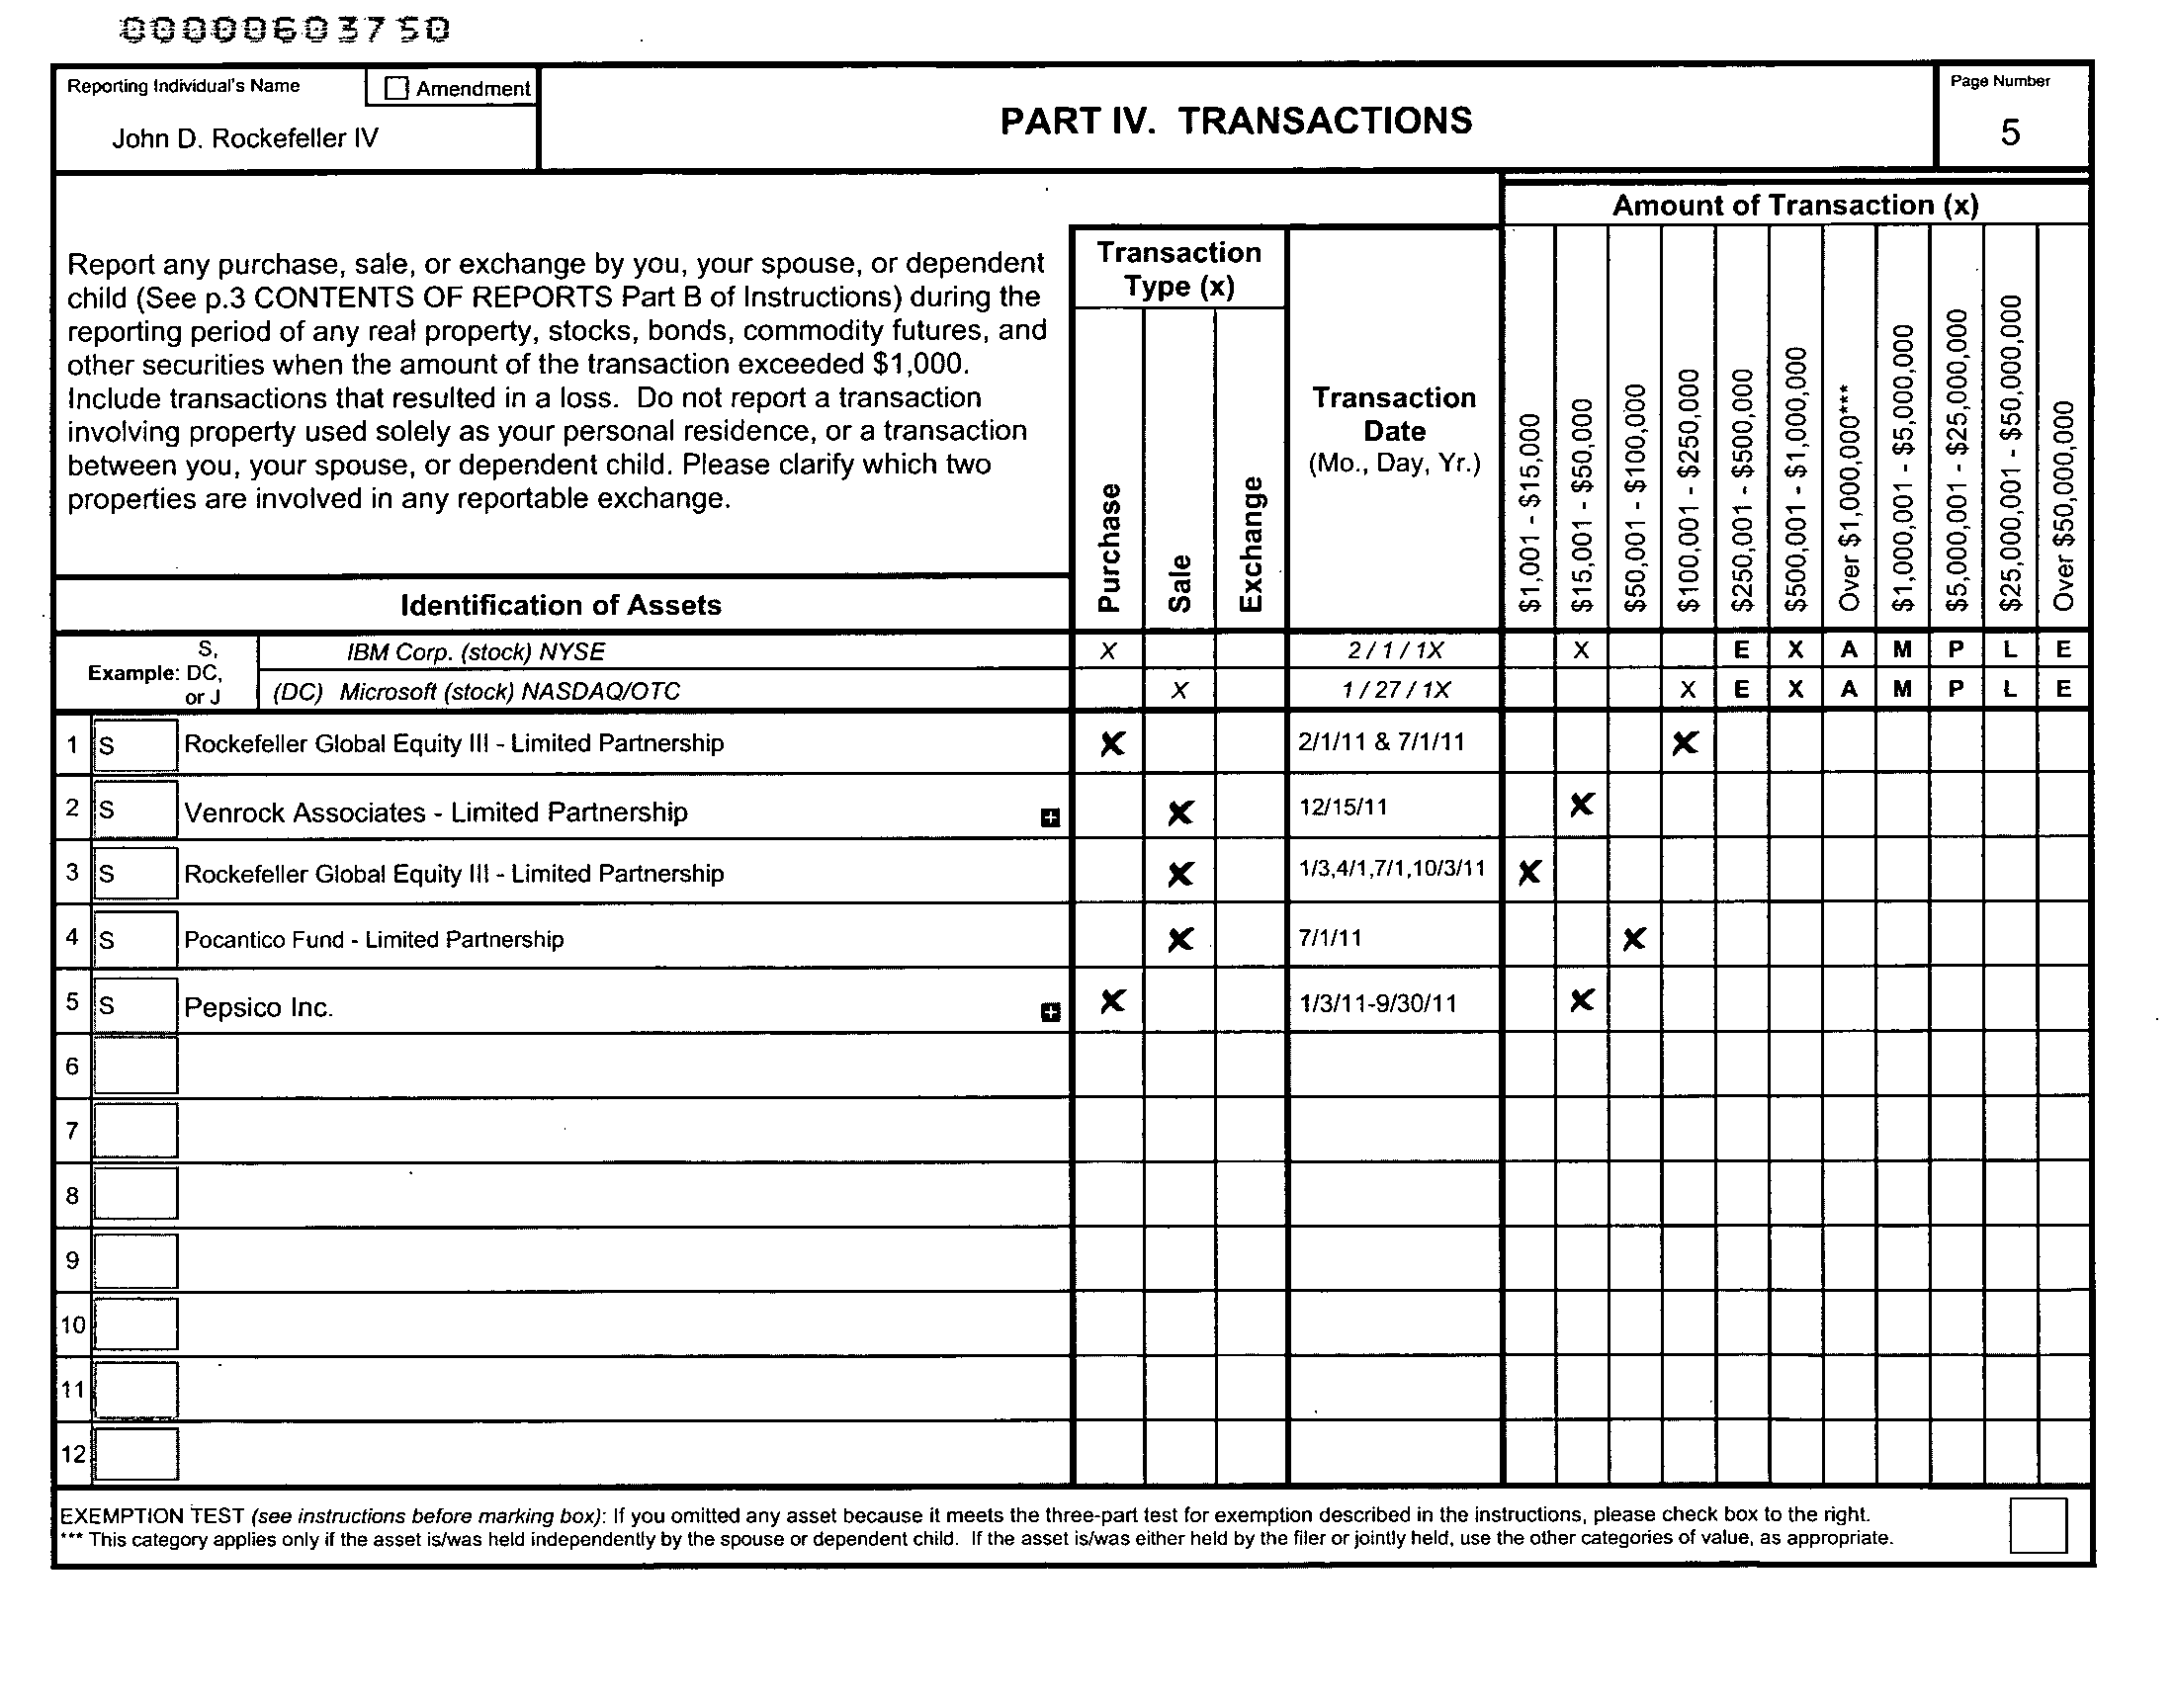 00000603750
Reporting Individual's Name
Amendment
John D. Rockefeller IV
PART IV. TRANSACTIONS
Page Number
5
Report any purchase, sale, or exchange by you, your spouse, or dependent
child (See p.3 CONTENTS OF REPORTS Part B of Instructions) during the
reporting period of any real property, stocks, bonds, commodity futures, and
other securities when the amount of the transaction exceeded $1,000.
Include transactions that resulted in a loss. Do not report a transaction
involving property used solely as your personal residence, or a transaction
between you, your spouse, or dependent child. Please clarify which two
properties are involved in any reportable exchange.
Identification of Assets
Transaction
Type (x)
Purchase
Sale
Exchange
Transaction
Date
(Mo., Day, Yr.)
Amount of Transaction (x)
$1,001 - $15,000
$15,001 - $50,000
$50,001 - $100,000
$100,001 - $250,000
$250,001 - $500,000
$500,001 - $1,000,000
Over $1,000,000***
$1,000,001 - $5,000,000
$5,000,001 - $25,000,000
$25,000,001 - $50,000,000
Over $50,000,000
Example: S, DC, or J
IBM Corp. (stock) NYSE X 2 / 1 / 1X X E X A M P L E
(DC) Microsoft (stock) NASDAQ/OTC X 1 / 27 / 1X X E X A M P L E
1 S Rockefeller Global Equity III - Limited Partnership X 2/1/11 & 7/1/11 X
2 S Venrock Associates - Limited Partnership + X 12/15/11 X
3 S Rockefeller Global Equity III - Limited Partnership X 1/3,4/1,7/1,10/3/11 X
4 S Pocantico Fund - Limited Partnership X 7/1/11 X
5 S Pepsico Inc. + X 1/3/11-9/30/11 X
6
7
8
9
10
11
12
EXEMPTION TEST (see instructions before marking box): If you omitted any asset because it meets the three-part test for exemption described in the instructions, please check box to the right.
*** This category applies only if the asset is/was held independently by the spouse or dependent child. If the asset is/was either held by the filer or jointly held, use the other categories of value, as appropriate.